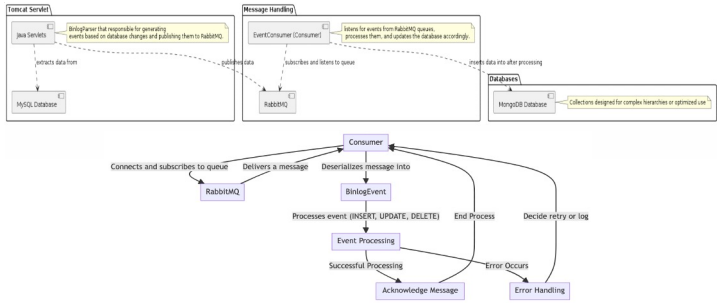 Tomcat Servlet
Java Servlets
BinlogParser that responsible for generating
events based on database changes and publishing them to RabbitMQ.
extracts data from
MySQL Database
publishes data
Message Handling
EventConsumer (Consumer)
listens for events from RabbitMQ queues,
processes them, and updates the database accordingly.
subscribes and listens to queue
RabbitMQ
inserts data into after processing
Databases
MongoDB Database
Collections designed for complex hierarchies or optimized use
Consumer
Connects and subscribes to queue
Delivers a message
Deserializes message into
RabbitMQ
BinlogEvent
Processes event (INSERT, UPDATE, DELETE)
End Process
Decide retry or log
Event Processing
Successful Processing
Error Occurs
Acknowledge Message
Error Handling